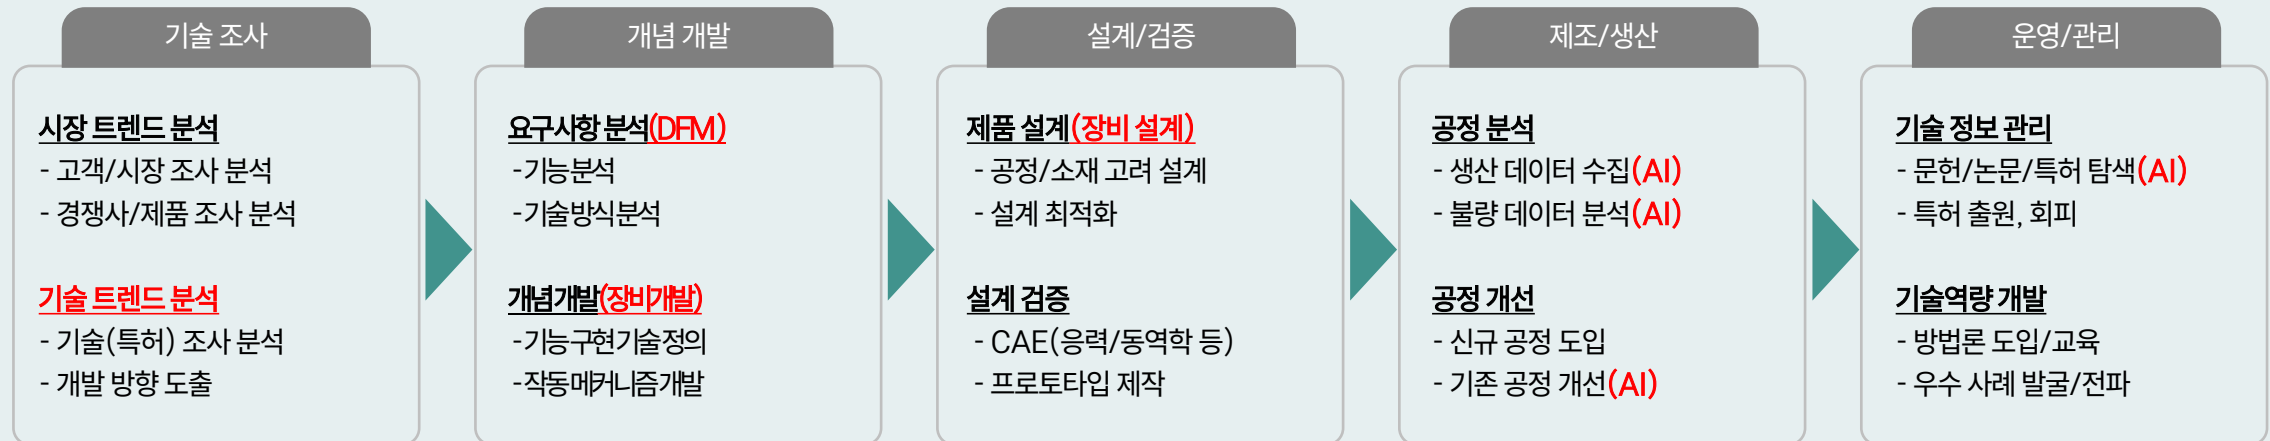 기술 조사
시장 트렌드 분석
- 고객/시장 조사 분석
- 경쟁사/제품 조사 분석
기술 트렌드 분석
- 기술(특허) 조사 분석
- 개발 방향 도출
개념 개발
요구사항 분석(DFM)
-기능분석
-기술방식분석
개념개발(장비개발)
-기능구현기술정의
-작동메커니즘개발
설계/검증
제품 설계(장비 설계)
- 공정/소재 고려 설계
- 설계 최적화
설계 검증
- CAE(응력/동역학 등)
- 프로토타입 제작
제조/생산
공정 분석
- 생산 데이터 수집(AI)
- 불량 데이터 분석(AI)
공정 개선
- 신규 공정 도입
- 기존 공정 개선(AI)
운영/관리
기술 정보 관리
- 문헌/논문/특허 탐색(AI)
- 특허 출원, 회피
기술역량 개발
- 방법론 도입/교육
- 우수 사례 발굴/전파